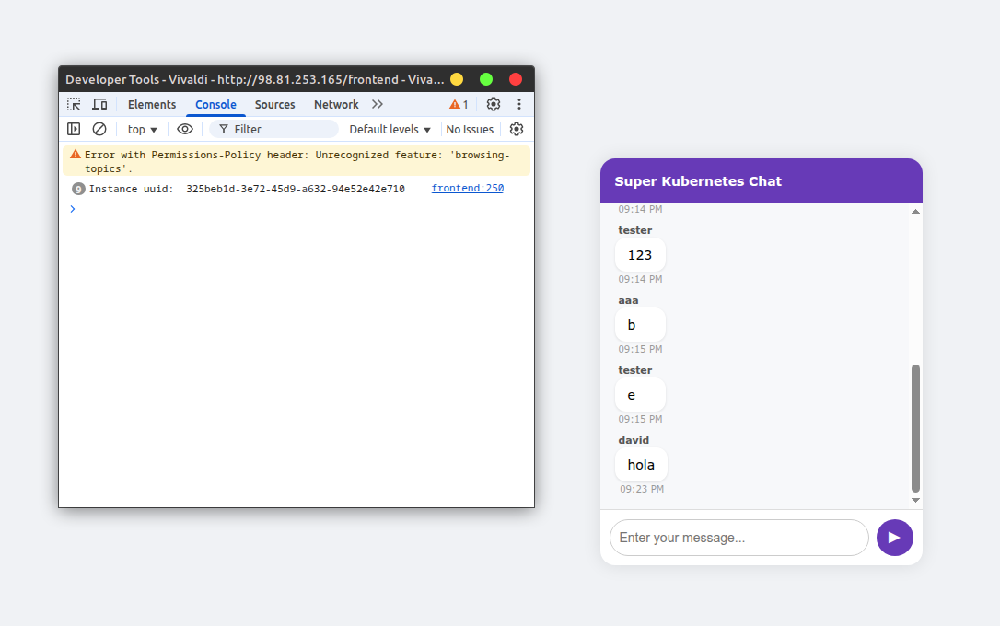 Developer Tools - Vivaldi - http://98.81.253.165/frontend - Viva...
Elements Console Sources Network 1
top Filter Default levels No Issues
Error with Permissions-Policy header: Unrecognized feature: 'browsing-
topics'.
9 Instance uuid: 325beb1d-3e72-45d9-a632-94e52e42e710 frontend:250
Super Kubernetes Chat
09:14 PM
tester
123
09:14 PM
aaa
b
09:15 PM
tester
e
09:15 PM
david
hola
09:23 PM
Enter your message...